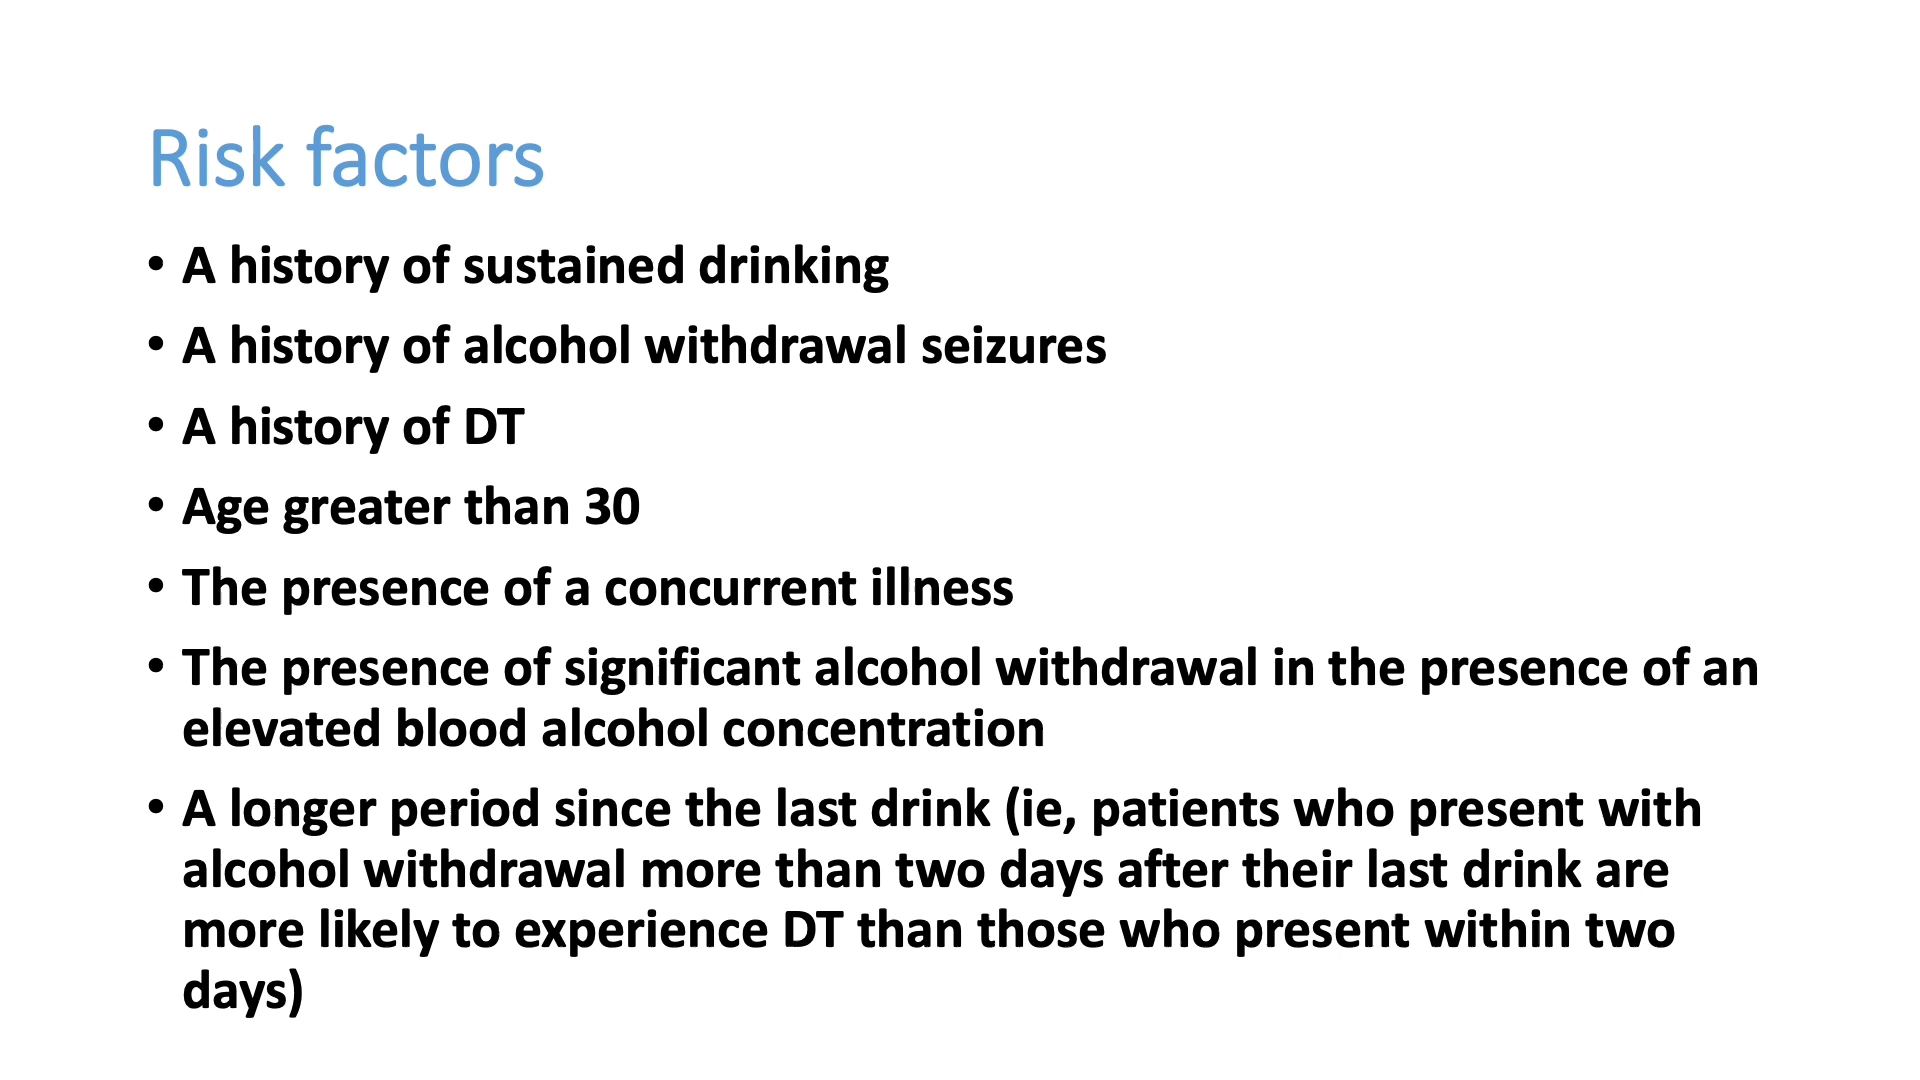 Risk factors
• A history of sustained drinking
• A history of alcohol withdrawal seizures
• A history of DT
• Age greater than 30
• The presence of a concurrent illness
• The presence of significant alcohol withdrawal in the presence of an
elevated blood alcohol concentration
• A longer period since the last drink (ie, patients who present with
alcohol withdrawal more than two days after their last drink are
more likely to experience DT than those who present within two
days)